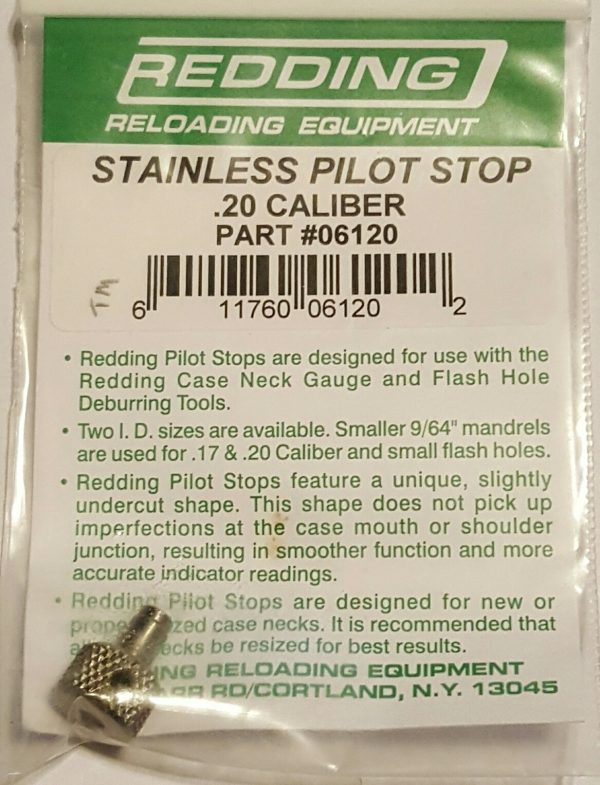 REDDING
RELOADING EQUIPMENT
STAINLESS PILOT STOP
.20 CALIBER
PART #06120
TM
6 11760 06120 2
• Redding Pilot Stops are designed for use with the
Redding Case Neck Gauge and Flash Hole
Deburring Tools.
• Two I. D. sizes are available. Smaller 9/64" mandrels
are used for .17 & .20 Caliber and small flash holes.
• Redding Pilot Stops feature a unique, slightly
undercut shape. This shape does not pick up
imperfections at the case mouth or shoulder
junction, resulting in smoother function and more
accurate indicator readings.
• Redding Pilot Stops are designed for new or
zed case necks. It is recommended that
be resized for best results.
RELOADING EQUIPMENT
RD/CORTLAND, N.Y. 13045